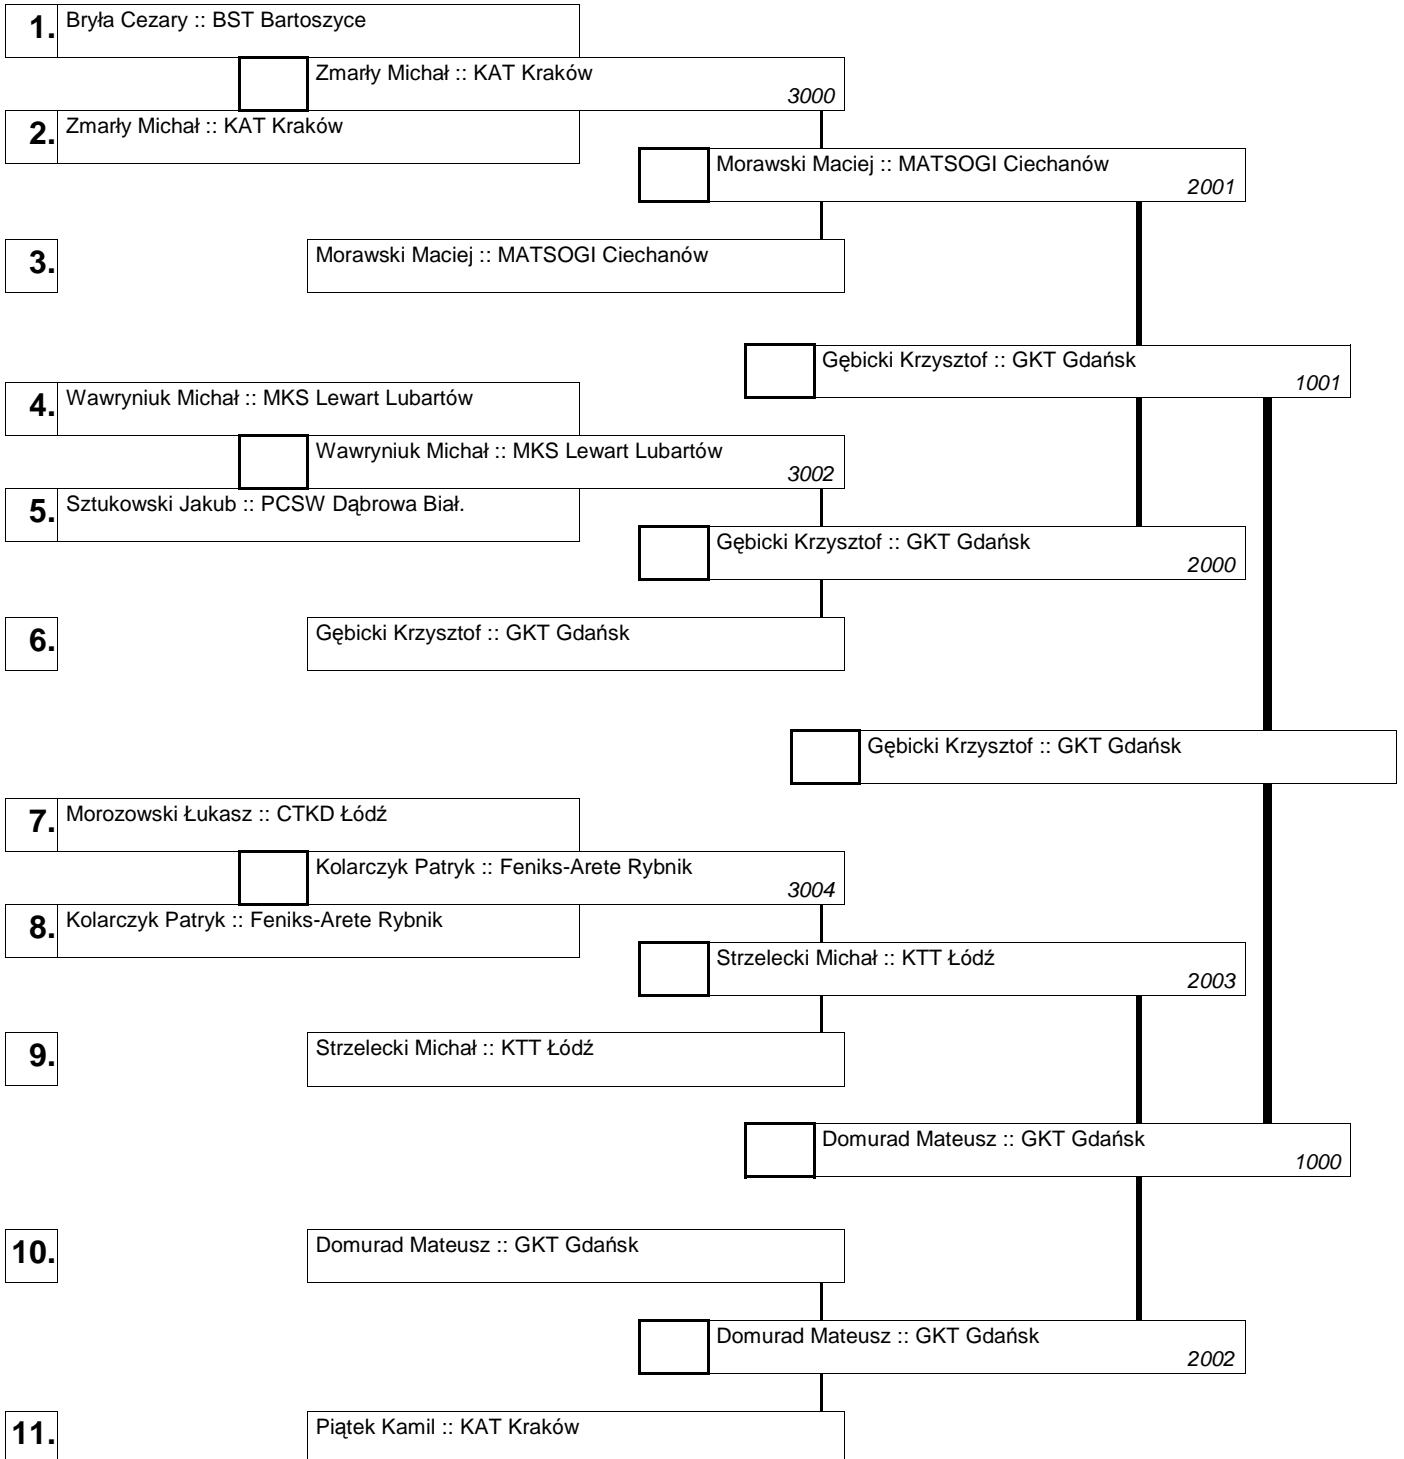 1. Bryła Cezary :: BST Bartoszyce
Zmarły Michał :: KAT Kraków
3000
2. Zmarły Michał :: KAT Kraków
Morawski Maciej :: MATSOGI Ciechanów
2001
3. Morawski Maciej :: MATSOGI Ciechanów
Gębicki Krzysztof :: GKT Gdańsk
1001
4. Wawryniuk Michał :: MKS Lewart Lubartów
Wawryniuk Michał :: MKS Lewart Lubartów
3002
5. Sztukowski Jakub :: PCSW Dąbrowa Biał.
Gębicki Krzysztof :: GKT Gdańsk
2000
6. Gębicki Krzysztof :: GKT Gdańsk
Gębicki Krzysztof :: GKT Gdańsk
7. Morozowski Łukasz :: CTKD Łódź
Kolarczyk Patryk :: Feniks-Arete Rybnik
3004
8. Kolarczyk Patryk :: Feniks-Arete Rybnik
Strzelecki Michał :: KTT Łódź
2003
9. Strzelecki Michał :: KTT Łódź
Domurad Mateusz :: GKT Gdańsk
1000
10. Domurad Mateusz :: GKT Gdańsk
Domurad Mateusz :: GKT Gdańsk
2002
11. Piątek Kamil :: KAT Kraków